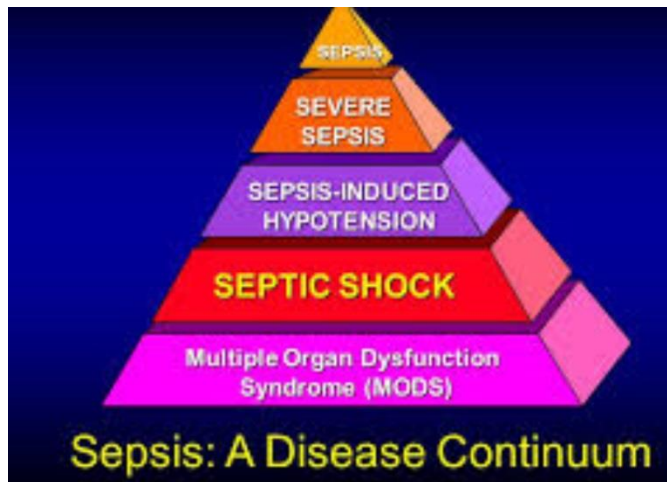 SEPSIS
SEVERE
SEPSIS
SEPSIS-INDUCED
HYPOTENSION
SEPTIC SHOCK
Multiple Organ Dysfunction
Syndrome (MODS)
Sepsis: A Disease Continuum